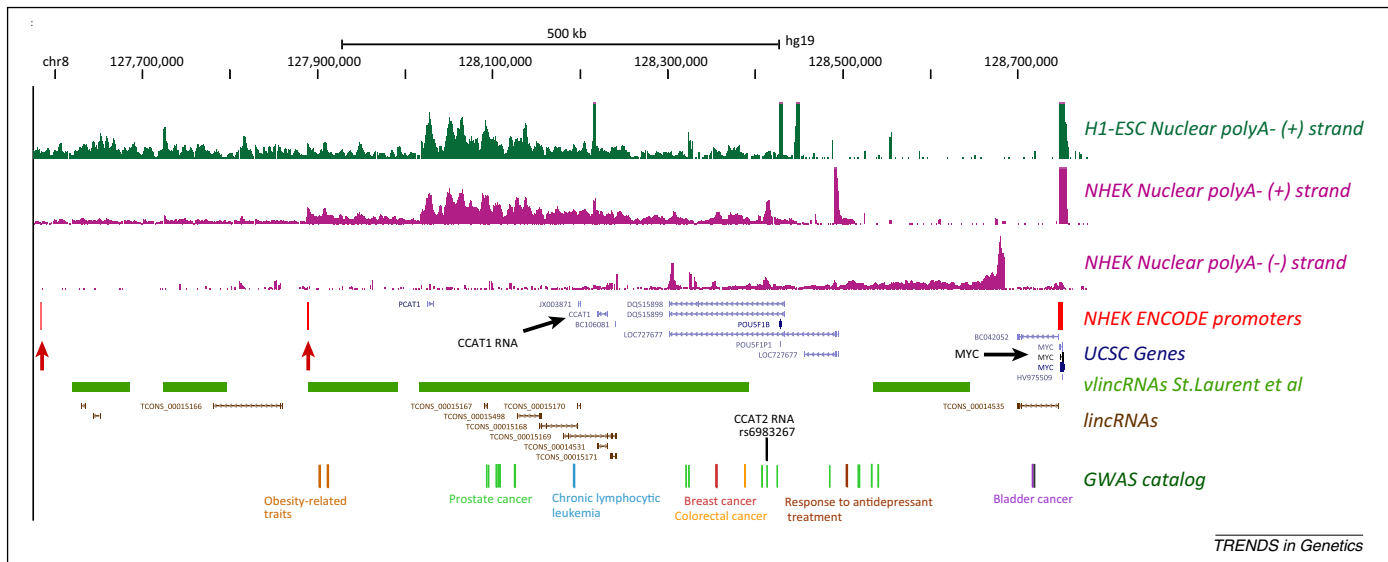 :
500 kb
hg19
chr8
127,700,000
127,900,000
128,100,000
128,300,000
128,500,000
128,700,000
H1-ESC Nuclear polyA- (+) strand
NHEK Nuclear polyA- (+) strand
NHEK Nuclear polyA- (-) strand
NHEK ENCODE promoters
PCAT1
JX003871
CCAT1
BC106081
CCAT1 RNA
DQ515898
DQ515899
POU5F1B
LOC727677
POU5F1P1
LOC727677
BC042052
MYC
MYC
MYC
HV975509
MYC
UCSC Genes
vlincRNAs St.Laurent et al
TCONS_00015166
TCONS_00015167
TCONS_00015170
TCONS_00015498
TCONS_00015168
TCONS_00015169
TCONS_00014531
TCONS_00015171
TCONS_00014535
lincRNAs
CCAT2 RNA
rs6983267
GWAS catalog
Obesity-related
traits
Prostate cancer
Chronic lymphocytic
leukemia
Breast cancer
Colorectal cancer
Response to antidepressant
treatment
Bladder cancer
TRENDS in Genetics